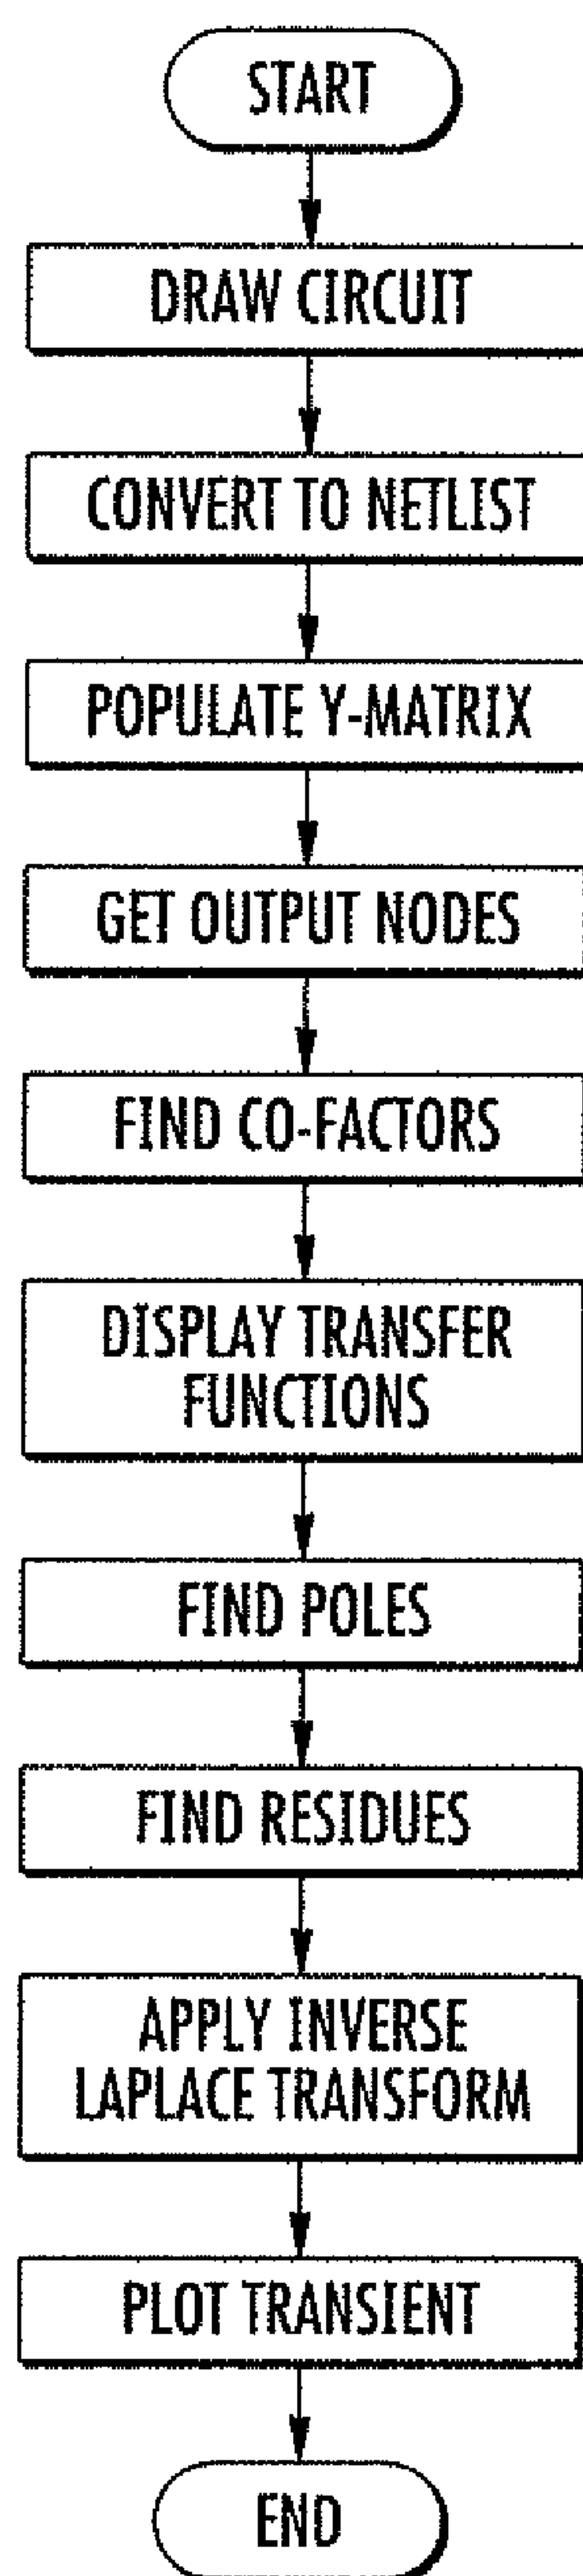 START
DRAW CIRCUIT
CONVERT TO NETLIST
POPULATE Y-MATRIX
GET OUTPUT NODES
FIND CO-FACTORS
DISPLAY TRANSFER
FUNCTIONS
FIND POLES
FIND RESIDUES
APPLY INVERSE
LAPLACE TRANSFORM
PLOT TRANSIENT
END